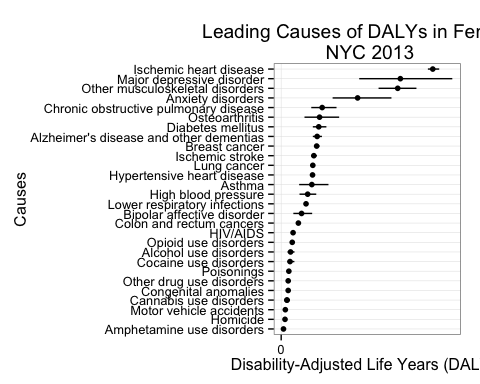 Leading Causes of DALYs in Fer
NYC 2013
Causes
Ischemic heart disease
Major depressive disorder
Other musculoskeletal disorders
Anxiety disorders
Chronic obstructive pulmonary disease
Osteoarthritis
Diabetes mellitus
Alzheimer's disease and other dementias
Breast cancer
Ischemic stroke
Lung cancer
Hypertensive heart disease
Asthma
High blood pressure
Lower respiratory infections
Bipolar affective disorder
Colon and rectum cancers
HIV/AIDS
Opioid use disorders
Alcohol use disorders
Cocaine use disorders
Poisonings
Other drug use disorders
Congenital anomalies
Cannabis use disorders
Motor vehicle accidents
Homicide
Amphetamine use disorders
0
Disability-Adjusted Life Years (DAL